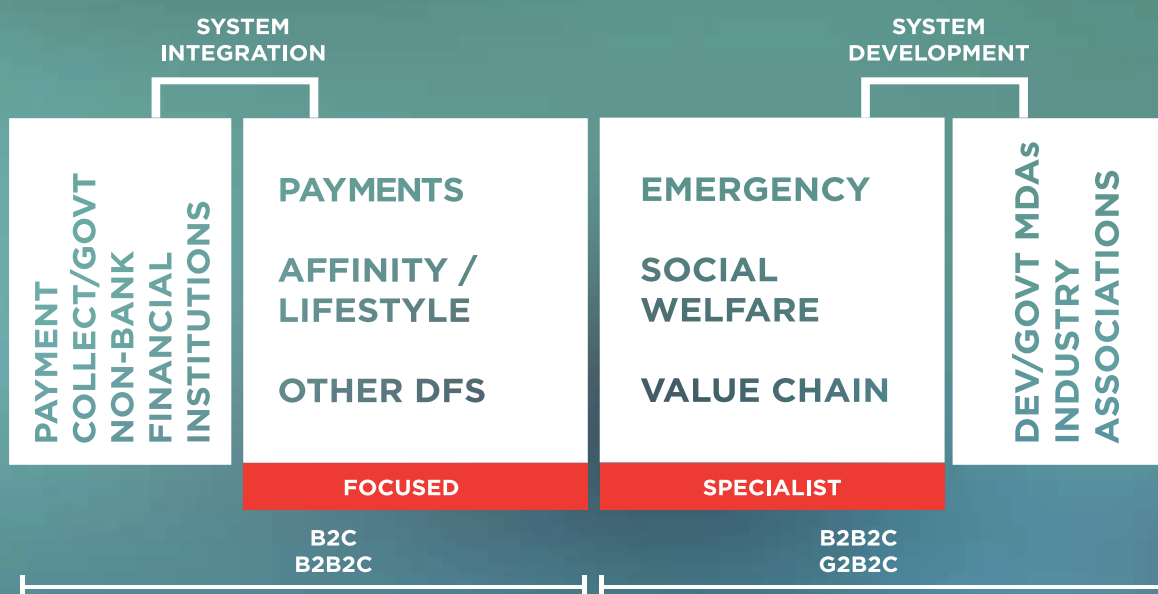 SYSTEM
INTEGRATION
SYSTEM
DEVELOPMENT
PAYMENT
COLLECT/GOVT
NON-BANK
FINANCIAL
INSTITUTIONS
PAYMENTS
AFFINITY /
LIFESTYLE
OTHER DFS
FOCUSED
EMERGENCY
SOCIAL
WELFARE
VALUE CHAIN
SPECIALIST
DEV/GOVT MDAs
INDUSTRY
ASSOCIATIONS
B2C
B2B2C
B2B2C
G2B2C